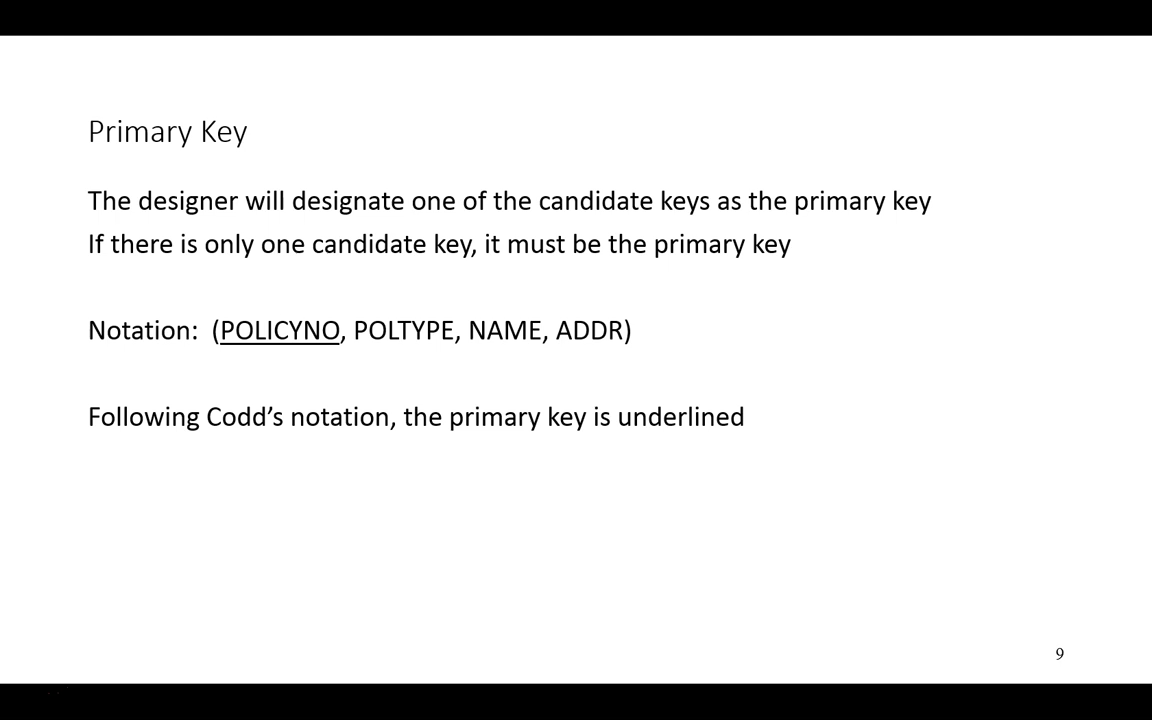 Primary Key
The designer will designate one of the candidate keys as the primary key
If there is only one candidate key, it must be the primary key
Notation: (POLICYNO, POLTYPE, NAME, ADDR)
Following Codd’s notation, the primary key is underlined
9